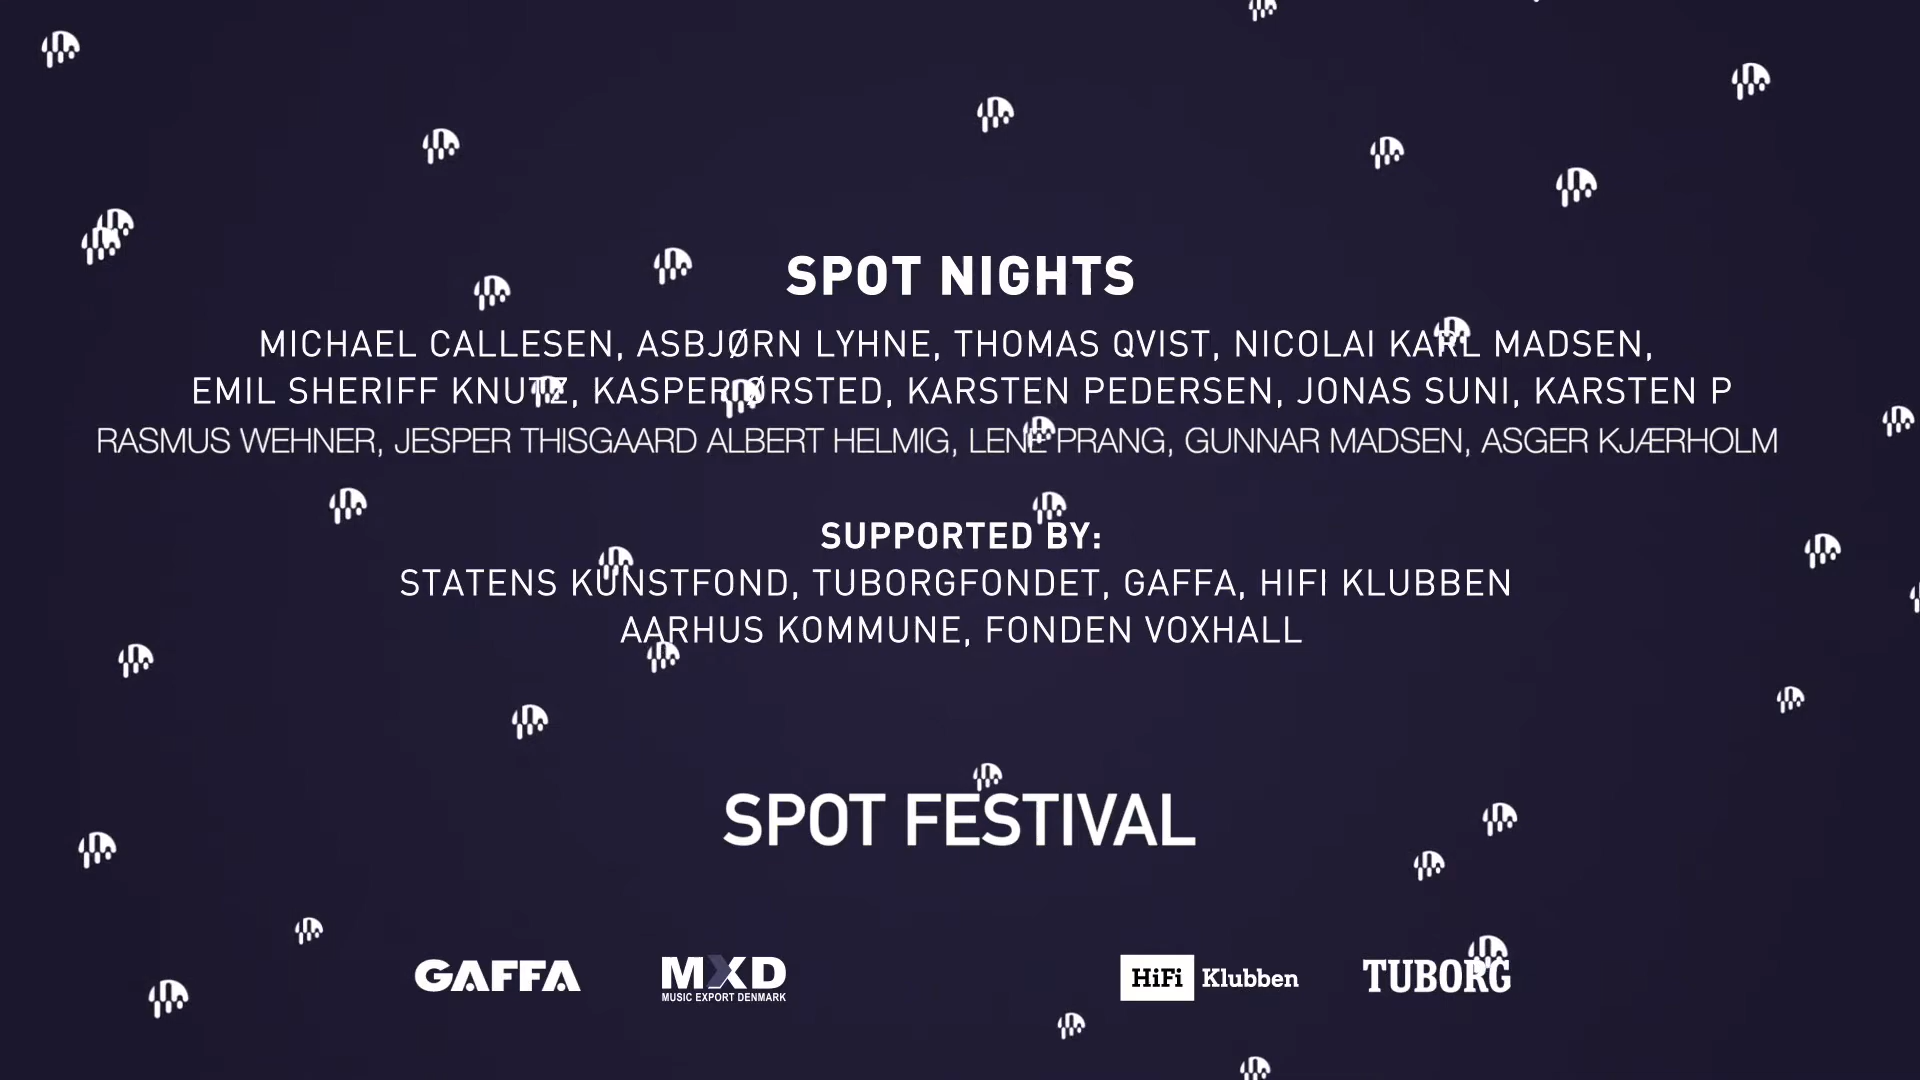 SPOT NIGHTS
MICHAEL CALLESEN, ASBJØRN LYHNE, THOMAS QVIST, NICOLAI KARL MADSEN,
EMIL SHERIFF KNUTZ, KASPER ØRSTED, KARSTEN PEDERSEN, JONAS SUNI, KARSTEN P
RASMUS WEHNER, JESPER THISGAARD ALBERT HELMIG, LENE PRANG, GUNNAR MADSEN, ASGER KJÆRHOLM
SUPPORTED BY:
STATENS KUNSTFOND, TUBORGFONDET, GAFFA, HIFI KLUBBEN
AARHUS KOMMUNE, FONDEN VOXHALL
SPOT FESTIVAL
GAFFA
MXD
MUSIC EXPORT DENMARK
HiFi Klubben
TUBORG